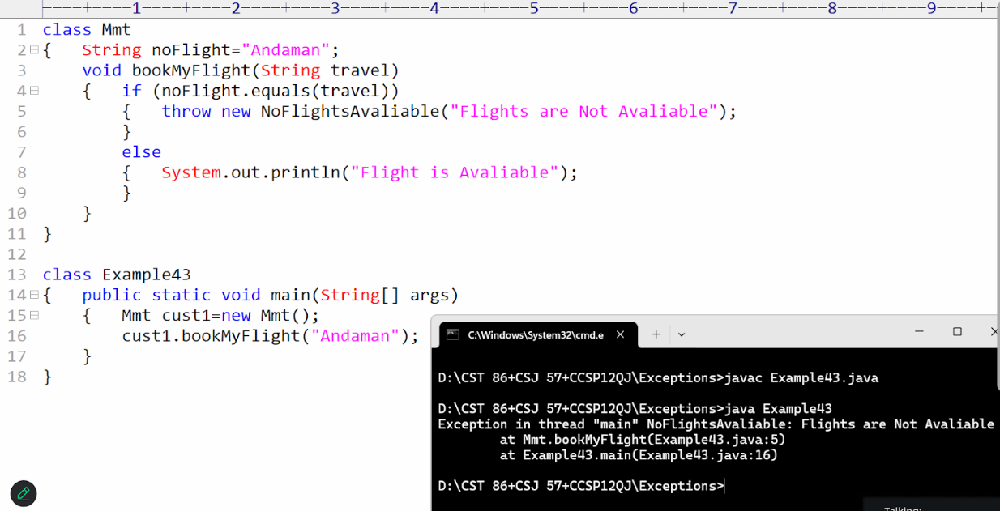 1 2 3 4 5 6 7 8 9
1 class Mmt
2 {   String noFlight="Andaman";
3     void bookMyFlight(String travel)
4     {   if (noFlight.equals(travel))
5         {   throw new NoFlightsAvaliable("Flights are Not Avaliable");
6         }
7         else
8         {   System.out.println("Flight is Avaliable");
9         }
10     }
11 }
12
13 class Example43
14 {   public static void main(String[] args)
15     {   Mmt cust1=new Mmt();
16         cust1.bookMyFlight("Andaman");
17     }
18 }
C:\Windows\System32\cmd.e
D:\CST 86+CSJ 57+CCSP12QJ\Exceptions>javac Example43.java
D:\CST 86+CSJ 57+CCSP12QJ\Exceptions>java Example43
Exception in thread "main" NoFlightsAvaliable: Flights are Not Avaliable
        at Mmt.bookMyFlight(Example43.java:5)
        at Example43.main(Example43.java:16)
D:\CST 86+CSJ 57+CCSP12QJ\Exceptions>
Talking: